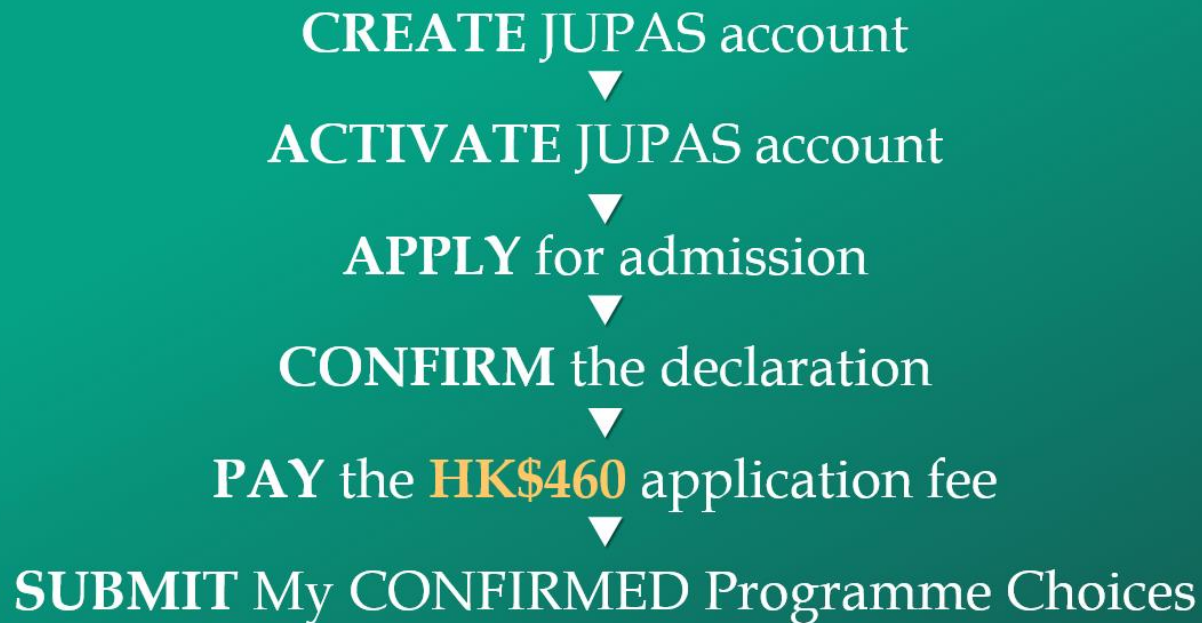 CREATE JUPAS account
ACTIVATE JUPAS account
APPLY for admission
CONFIRM the declaration
PAY the HK$460 application fee
SUBMIT My CONFIRMED Programme Choices